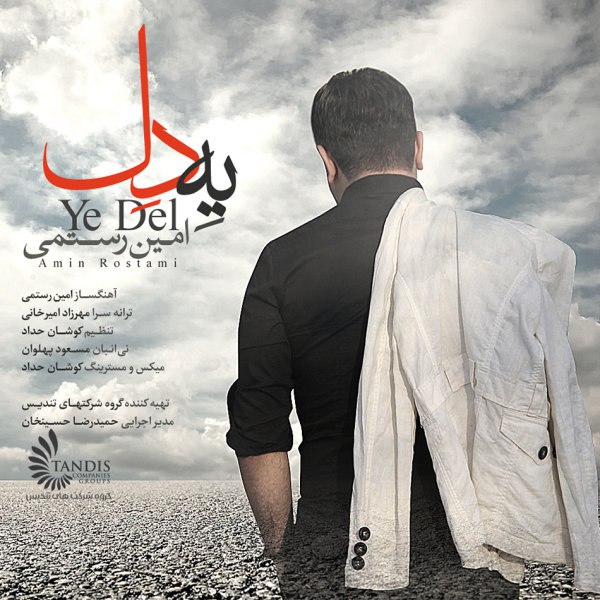 یه دل
Ye Del
امین رستمی
Amin Rostami
آهنگساز امین رستمی
ترانه سرا مهرزاد امیرخانی
تنظیم کوشان حداد
نی انبان مسعود پهلوان
میکس و مسترینگ کوشان حداد
تهیه کننده گروه شرکتهای تندیس
مدیر اجرایی حمیدرضا حسینخان
TANDIS
COMPANIES
GROUPS
گروه شرکت های تندیس